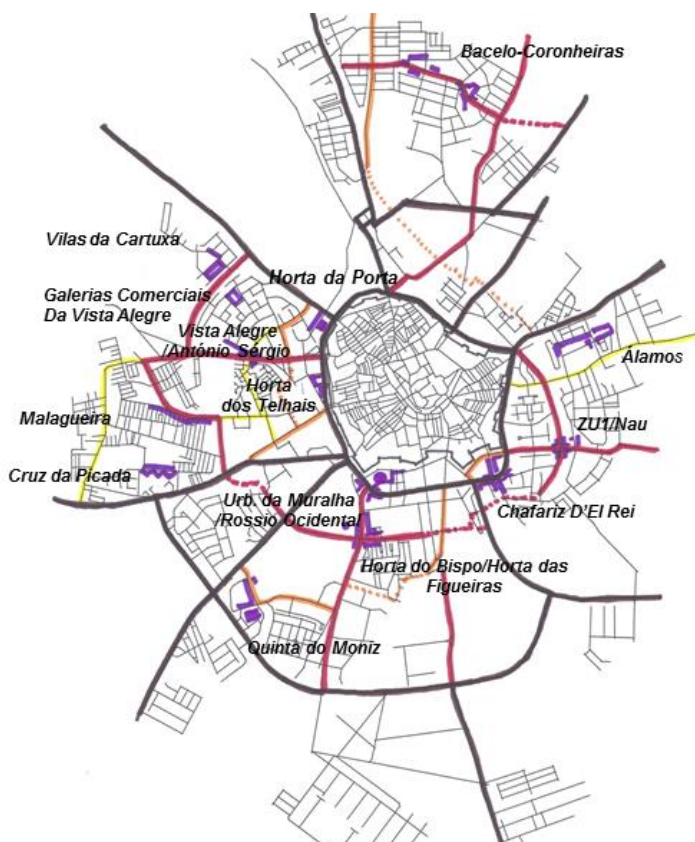 Bacelo-Coronheiras
Vilas da Cartuxa
Horta da Porta
Galerias Comerciais
Da Vista Alegre
Vista Alegre
/António Sérgio
Álamos
Horta
dos Telhais
Malagueira
ZU1/Nau
Cruz da Picada
Urb. da Muralha
/Rossio Ocidental
Chafariz D'El Rei
Horta do Bispo/Horta das
Figueiras
Quinta do Moniz